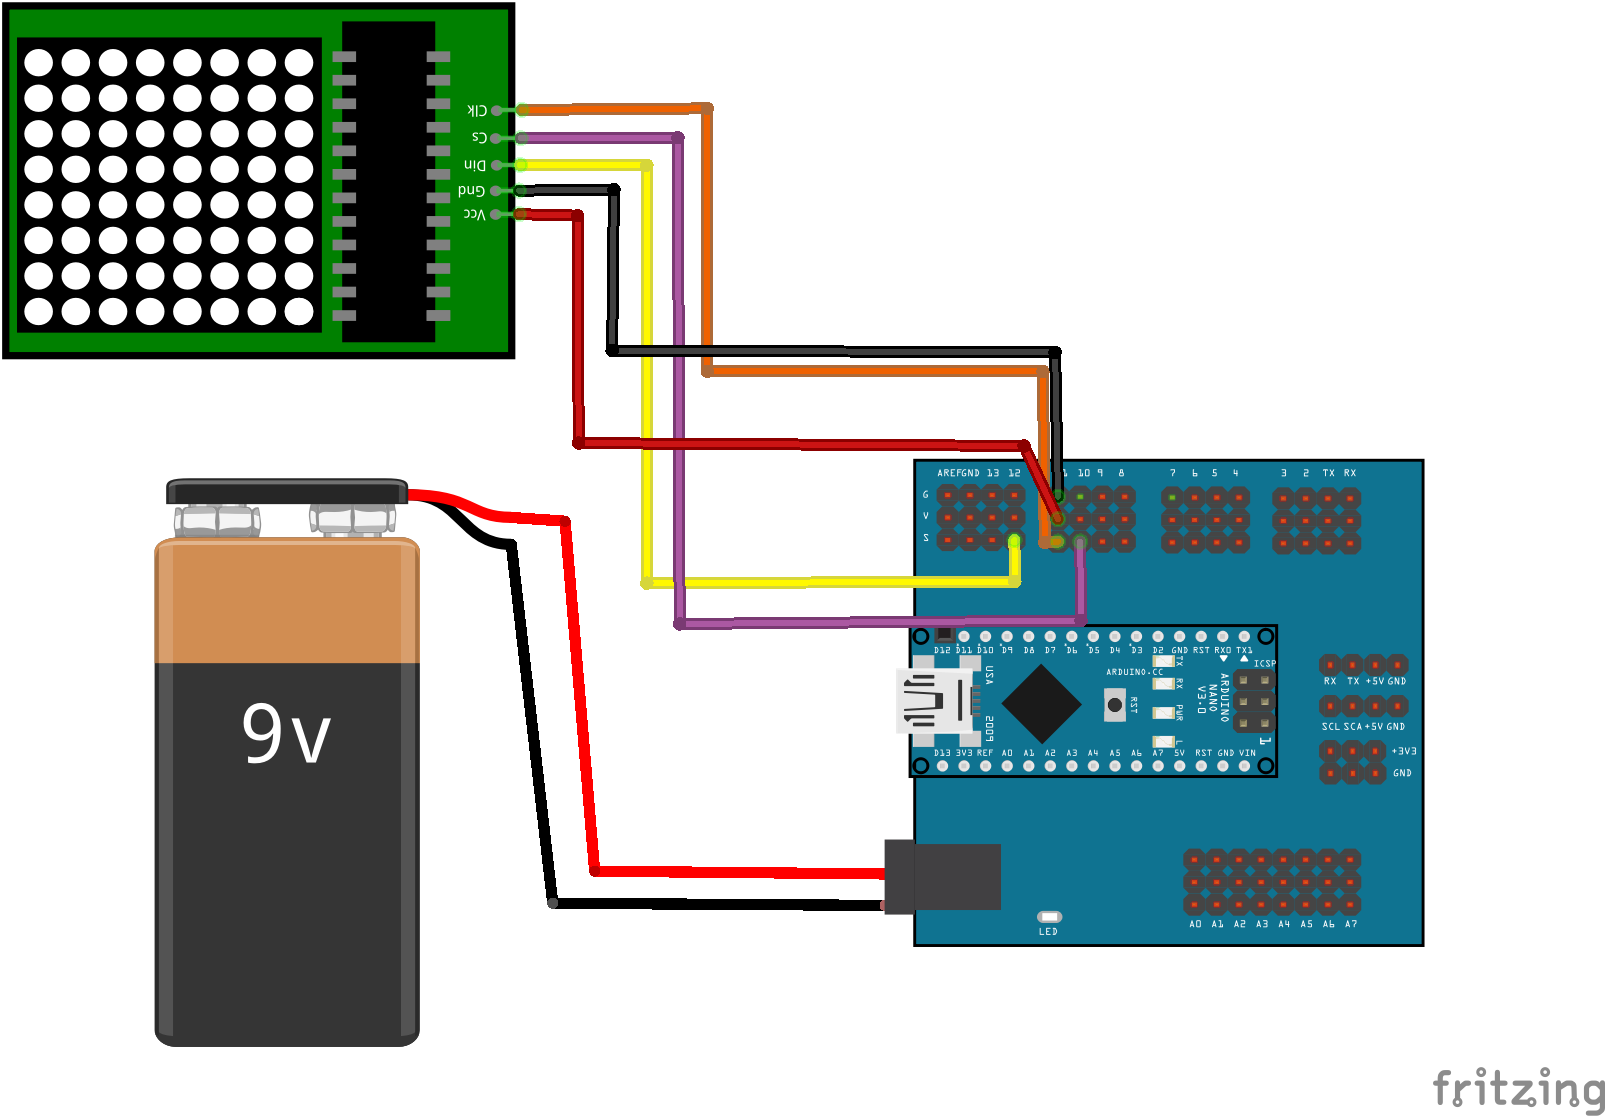 Clk
Cs
Din
Gnd
Vcc
9v
AREF GND 13 12 10 9 8 7 6 5 4 3 2 TX RX
G
V
S
D12 D11 D10 D9 D8 D7 D6 D5 D4 D3 D2 GND RST RX0 TX1
ICSP
ARDUINO.CC
TX
RX
PWR
L
RST
ARDUINO
NANO
V3.0
USA
2009
1
D13 3V3 REF A0 A1 A2 A3 A4 A5 A6 A7 5V RST GND VIN
RX TX +5V GND
SCL SCA +5V GND
+3V3
GND
LED
A0 A1 A2 A3 A4 A5 A6 A7
fritzing